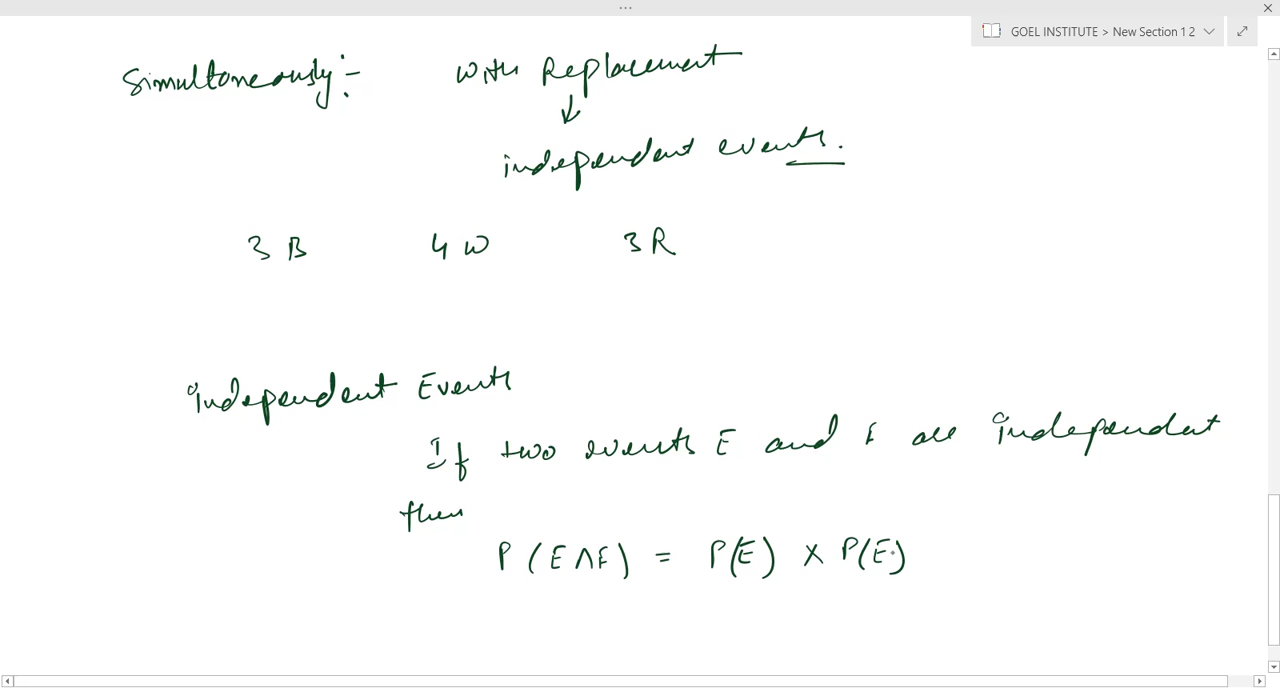 GOEL INSTITUTE > New Section 1 2
Simultaneously:- with Replacement
↓
independent events.
3 B 4 W 3 R
independent Events
If two events E and F are independent
then
P (E ∩ F) = P(E) X P(E)